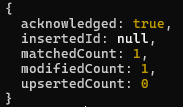 {
  acknowledged: true,
  insertedId: null,
  matchedCount: 1,
  modifiedCount: 1,
  upsertedCount: 0
}